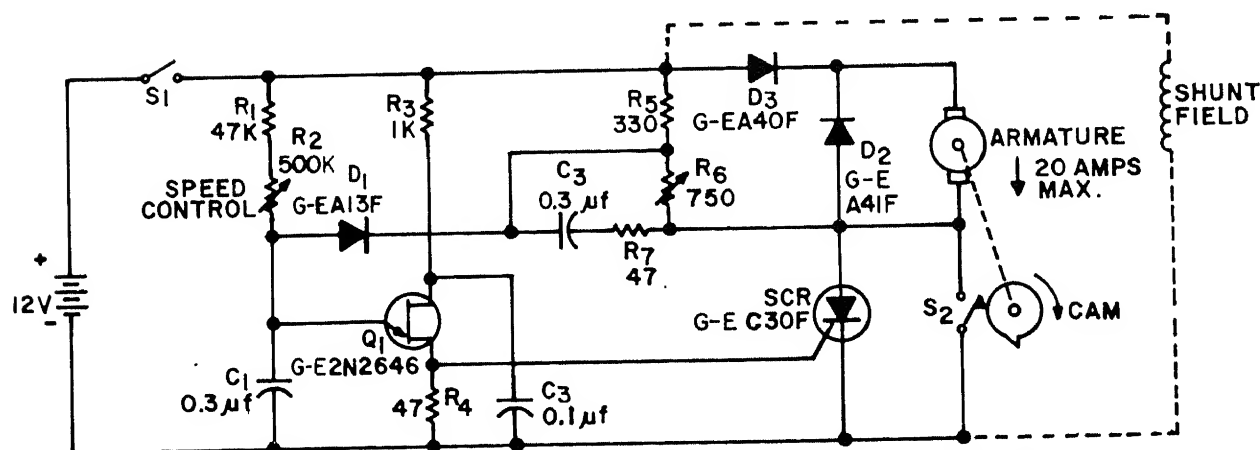 S1
R1
47K
R2
500K
SPEED
CONTROL
D1
G-EA13F
R3
1K
R5
330
D3
G-EA40F
D2
G-E
A41F
ARMATURE
20 AMPS
MAX.
SHUNT
FIELD
C3
0.3 µf
R6
750
R7
47
+
12V
-
Q1
G-E2N2646
SCR
G-E C30F
S2
CAM
C1
0.3µf
47 R4
C3
0.1µf